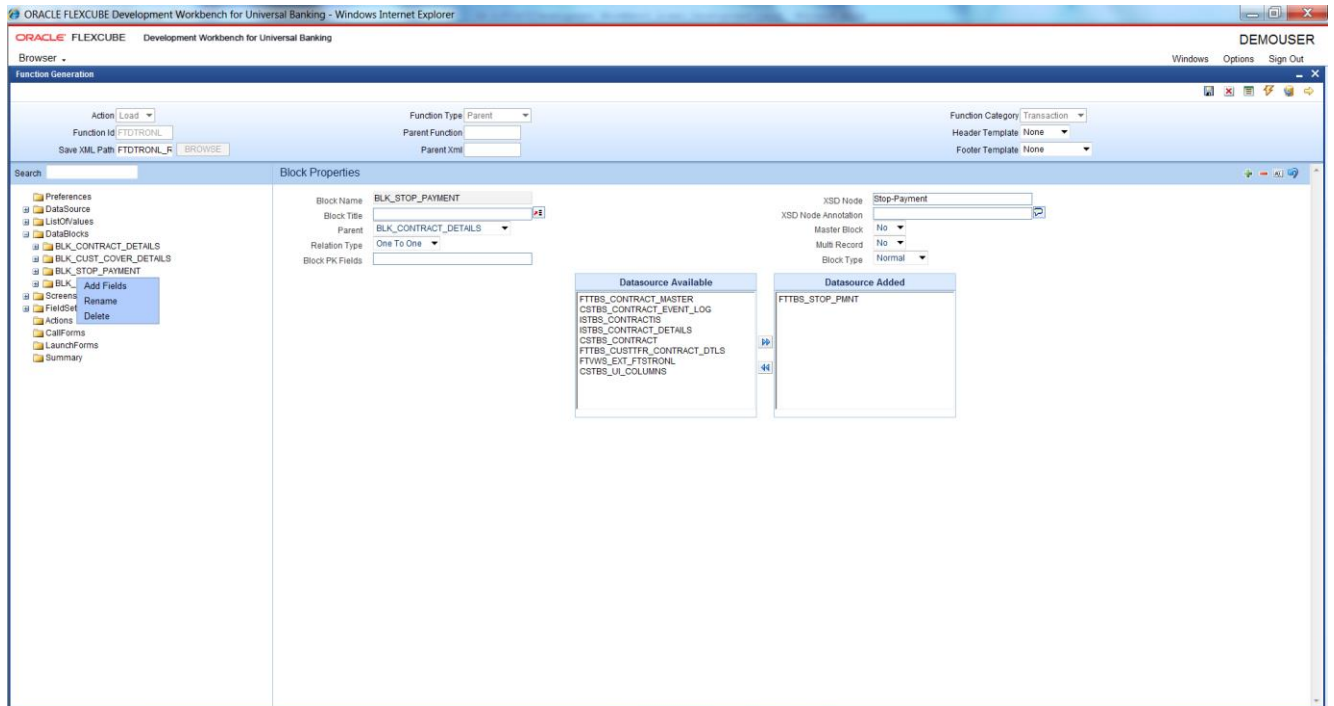 ORACLE FLEXCUBE Development Workbench for Universal Banking - Windows Internet Explorer
ORACLE FLEXCUBE Development Workbench for Universal Banking
DEMOUSER
Browser
Windows Options Sign Out
Function Generation
Action Load Function Type Parent Function Category Transaction
Function Id FTDTRONL Parent Function Header Template None
Save XML Path FTDTRONL_R BROWSE Parent Xml Footer Template None
Search
Block Properties
Preferences
DataSource
ListOfValues
DataBlocks
BLK_CONTRACT_DETAILS
BLK_CUST_COVER_DETAILS
BLK_STOP_PAYMENT
BLK_
Screens
FieldSet
Actions
CallForms
LaunchForms
Summary
Add Fields
Rename
Delete
Block Name BLK_STOP_PAYMENT XSD Node Stop-Payment
Block Title XSD Node Annotation
Parent BLK_CONTRACT_DETAILS Master Block No
Relation Type One To One Multi Record No
Block PK Fields Block Type Normal
Datasource Available
FTTBS_CONTRACT_MASTER
CSTBS_CONTRACT_EVENT_LOG
ISTBS_CONTRACTIS
ISTBS_CONTRACT_DETAILS
CSTBS_CONTRACT
FTTBS_CUSTTFR_CONTRACT_DTLS
FTVWS_EXT_FTSTRONL
CSTBS_UI_COLUMNS
Datasource Added
FTTBS_STOP_PMNT